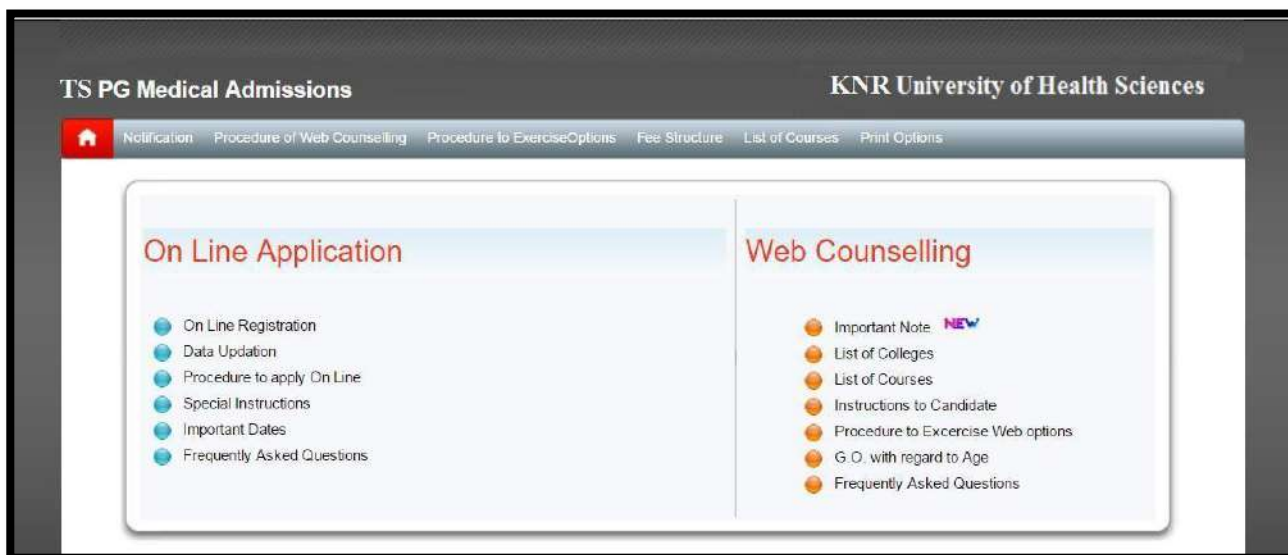 TS PG Medical Admissions
KNR University of Health Sciences
Notification Procedure of Web Counselling Procedure to ExerciseOptions Fee Structure List of Courses Print Options
On Line Application
On Line Registration
Data Updation
Procedure to apply On Line
Special Instructions
Important Dates
Frequently Asked Questions
Web Counselling
Important Note NEW
List of Colleges
List of Courses
Instructions to Candidate
Procedure to Excercise Web options
G.O. with regard to Age
Frequently Asked Questions